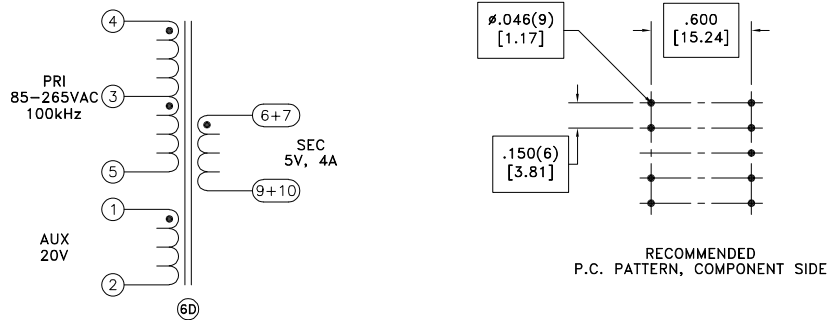 4
PRI
85-265VAC
100kHz
3
5
1
AUX
20V
2
6+7
SEC
5V, 4A
9+10
6D
ø.046(9)
[1.17]
.600
[15.24]
.150(6)
[3.81]
RECOMMENDED
P.C. PATTERN, COMPONENT SIDE